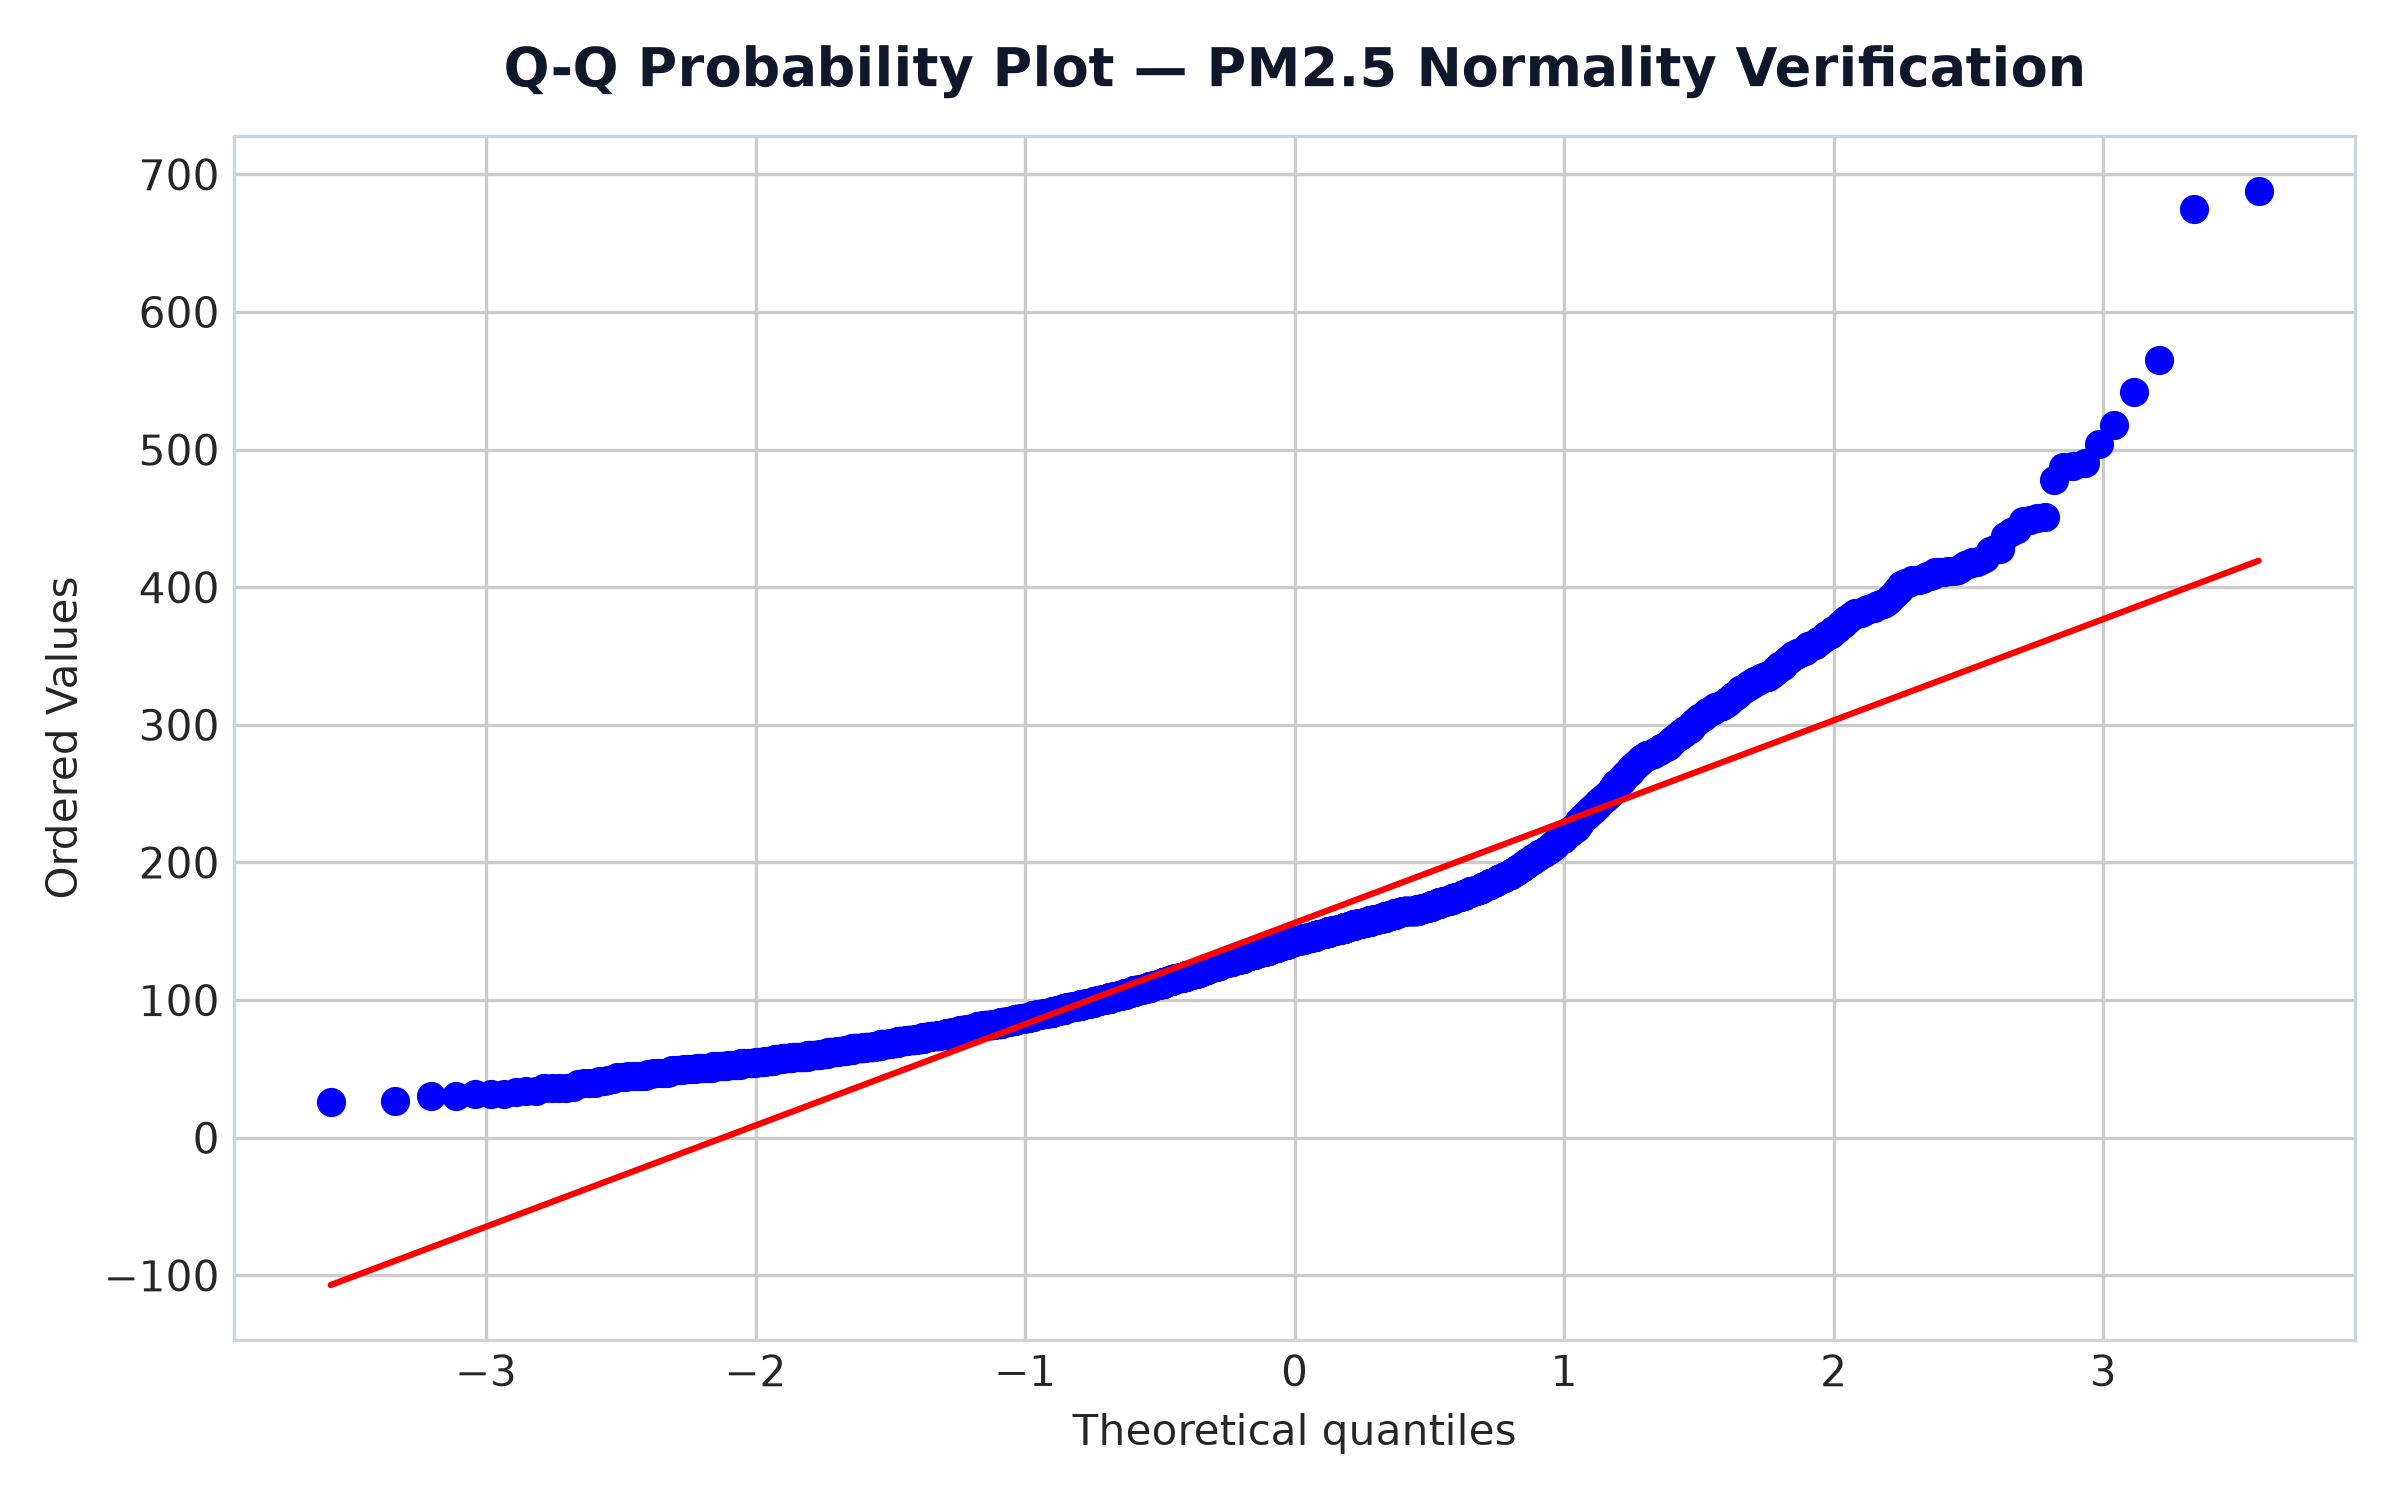 Q-Q Probability Plot — PM2.5 Normality Verification
700
600
500
400
300
200
100
0
−100
Ordered Values
−3 −2 −1 0 1 2 3
Theoretical quantiles